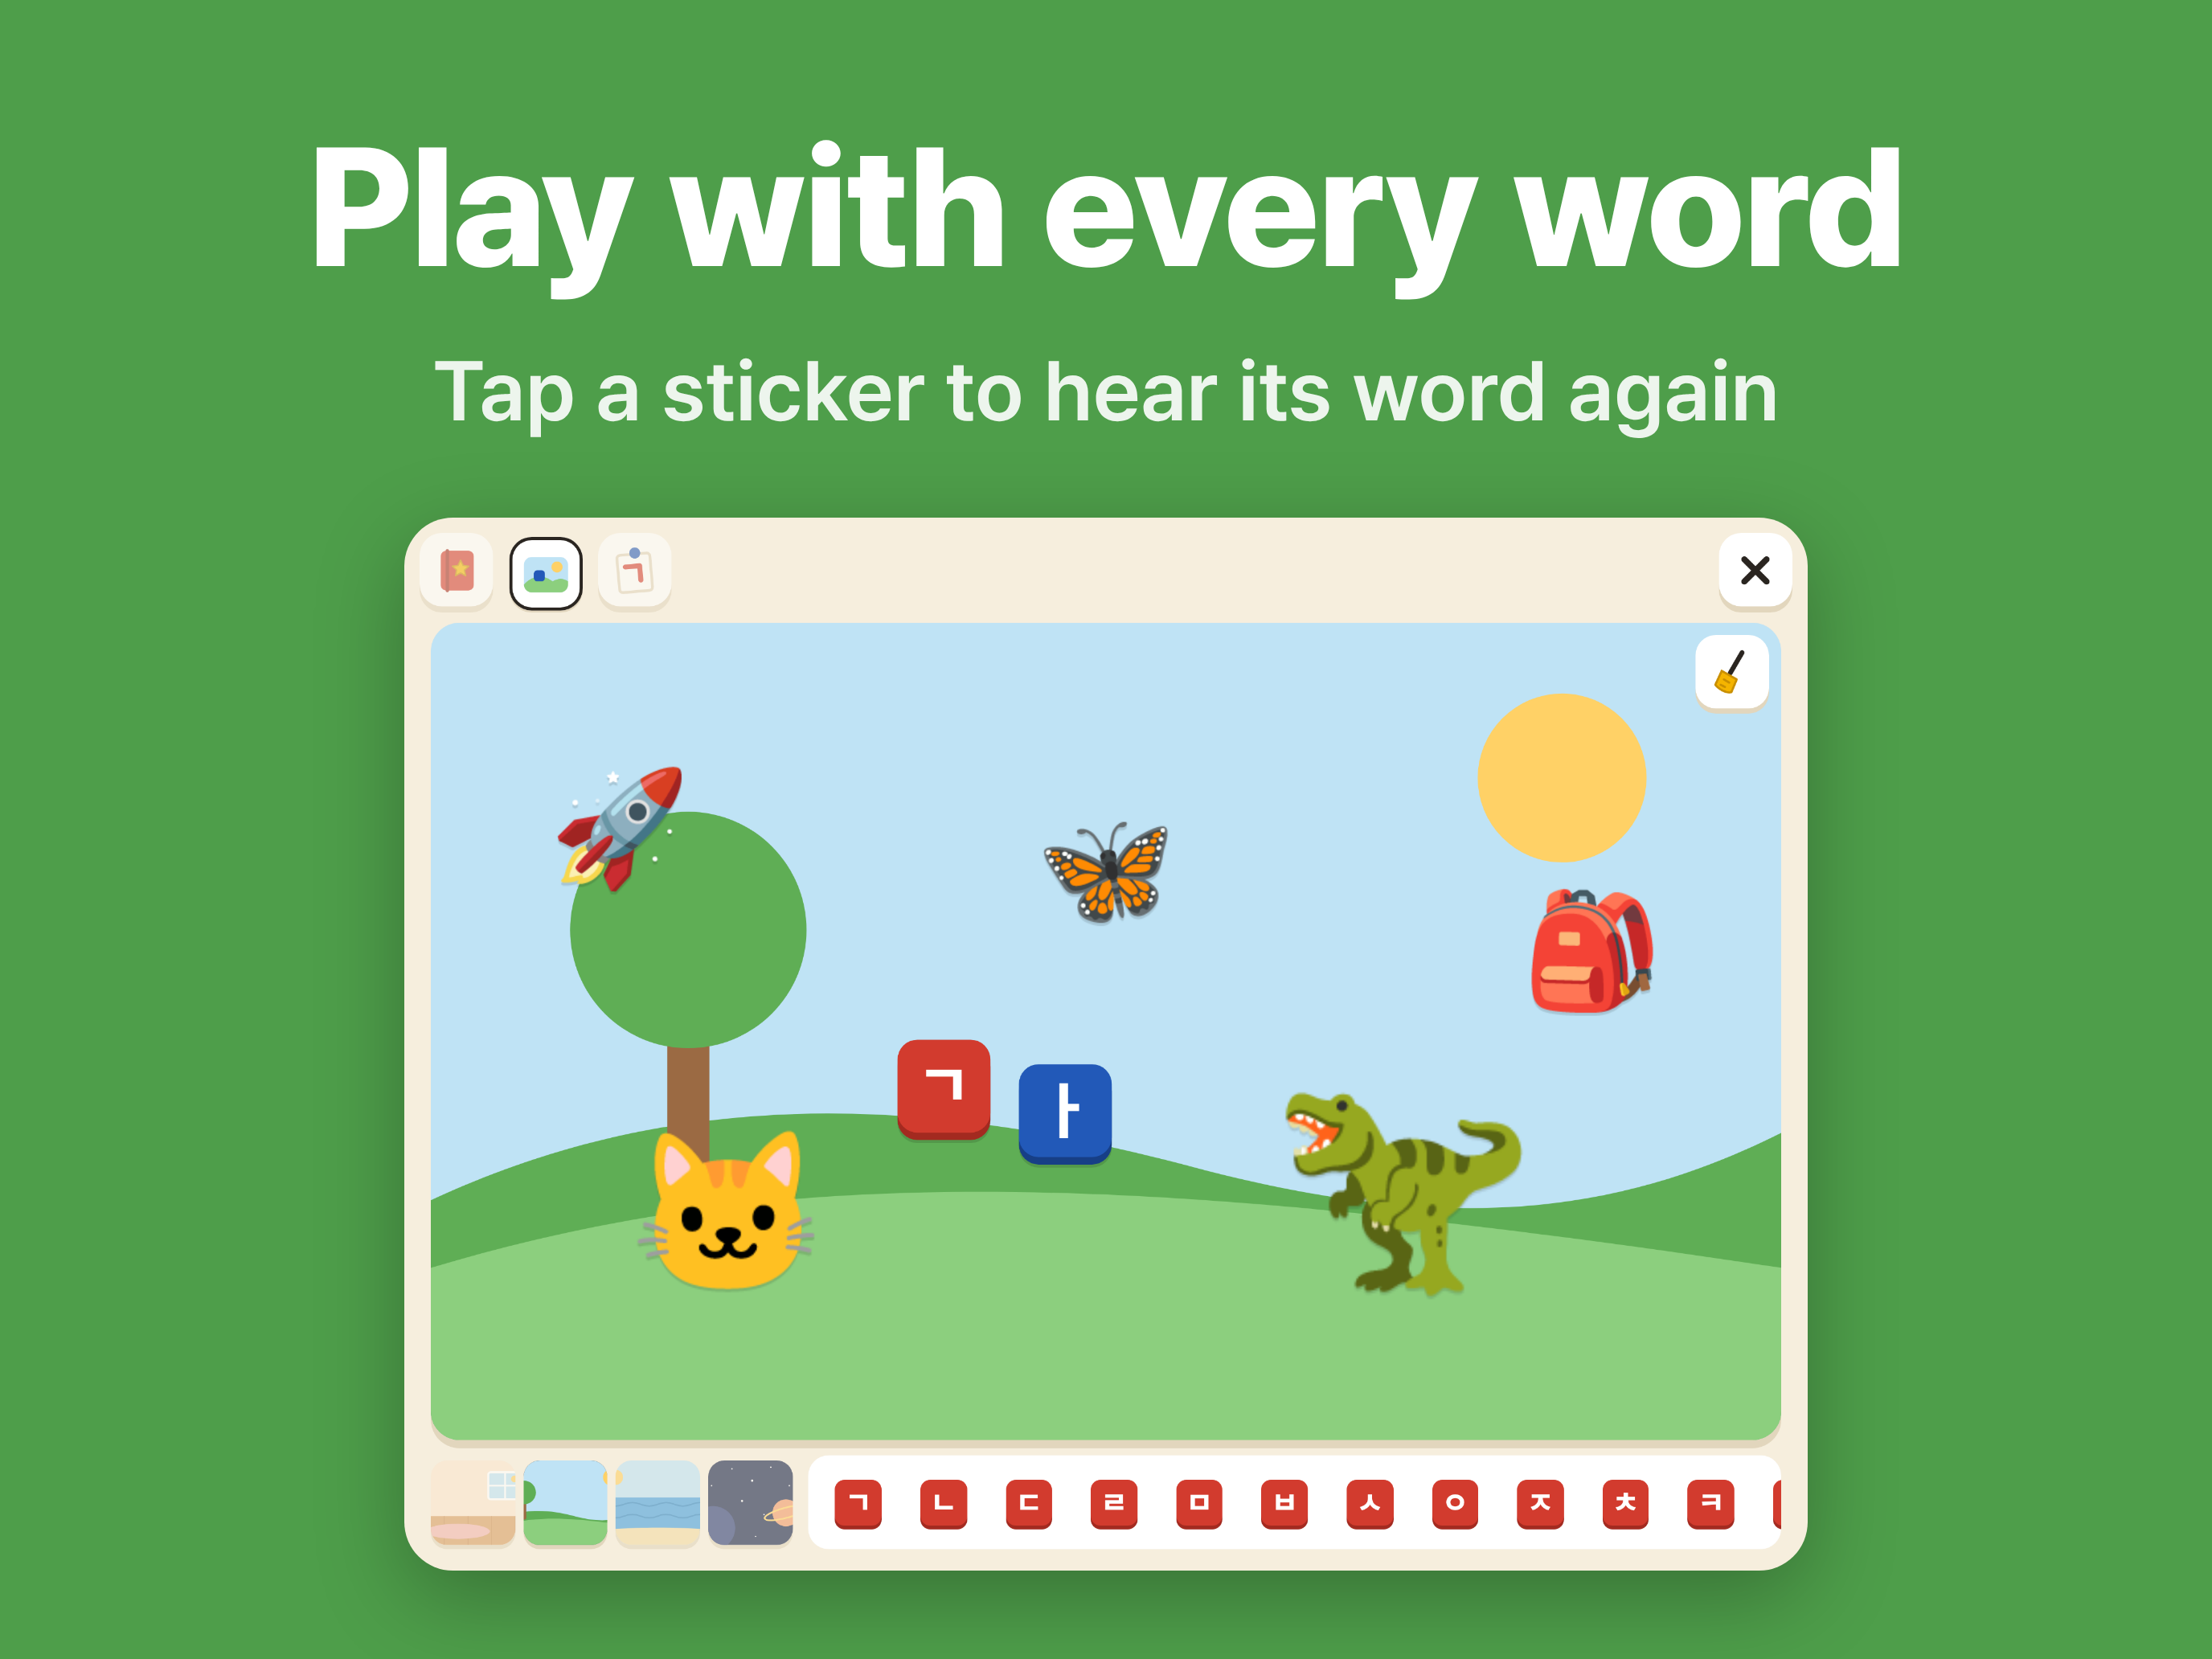 Play with every word
Tap a sticker to hear its word again
ㄱ
ㄱ
ㅏ
ㄱ ㄴ ㄷ ㄹ ㅁ ㅂ ㅅ ㅇ ㅈ ㅊ ㅋ